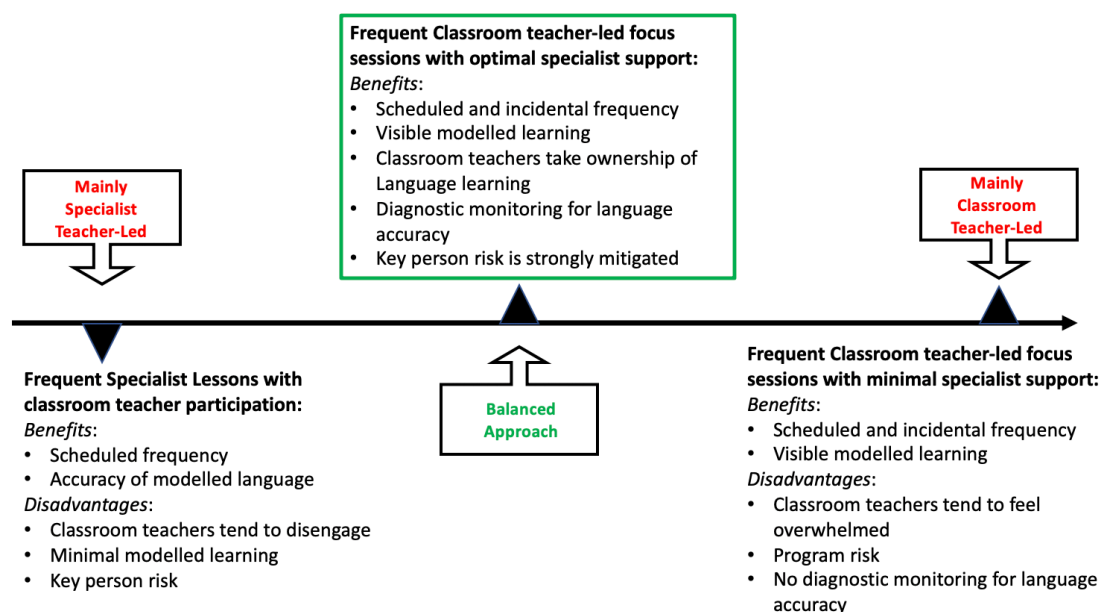 Frequent Classroom teacher-led focus
sessions with optimal specialist support:
Benefits:
• Scheduled and incidental frequency
• Visible modelled learning
• Classroom teachers take ownership of
Language learning
• Diagnostic monitoring for language
accuracy
• Key person risk is strongly mitigated
Mainly
Specialist
Teacher-Led
Mainly
Classroom
Teacher-Led
Frequent Specialist Lessons with
classroom teacher participation:
Benefits:
• Scheduled frequency
• Accuracy of modelled language
Disadvantages:
• Classroom teachers tend to disengage
• Minimal modelled learning
• Key person risk
Balanced
Approach
Frequent Classroom teacher-led focus
sessions with minimal specialist support:
Benefits:
• Scheduled and incidental frequency
• Visible modelled learning
Disadvantages:
• Classroom teachers tend to feel
overwhelmed
• Program risk
• No diagnostic monitoring for language
accuracy